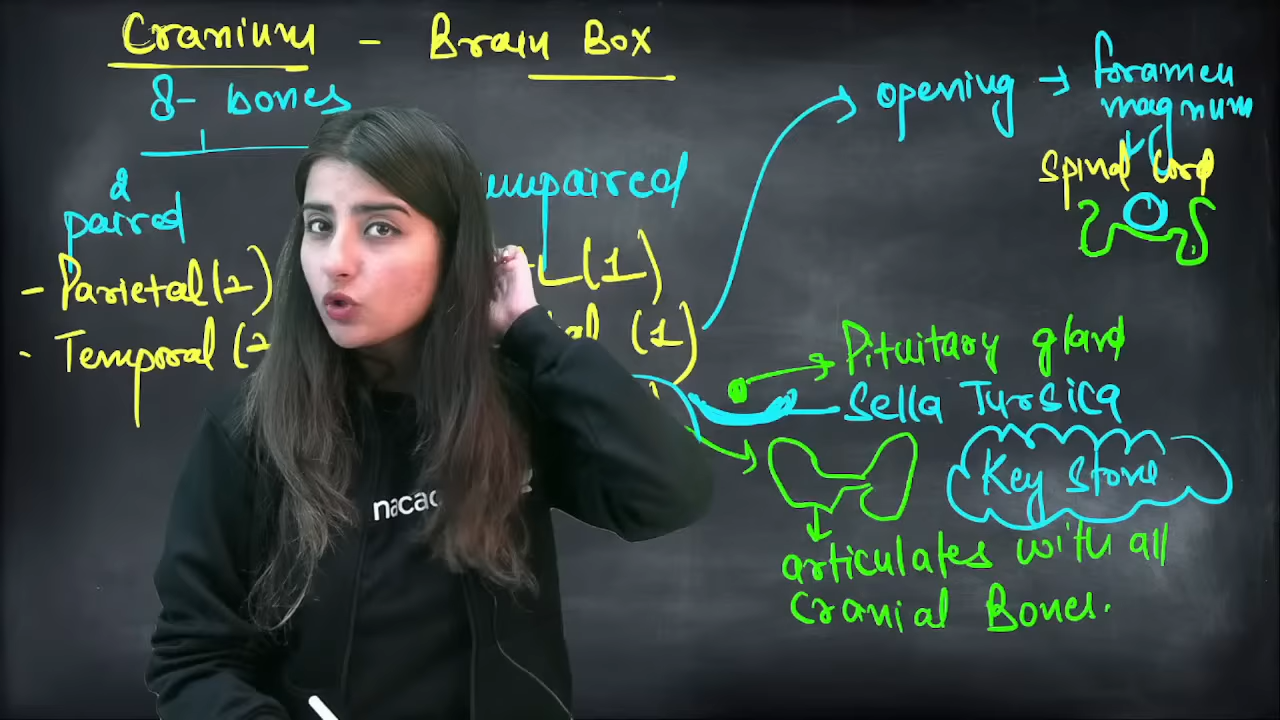 Cranium - Brain Box
8- bones
2
paired
unpaired
- Parietal (2)
- Temporal (2
(1)
(1)
opening → foramen
magnum
Spinal Cord
Pituitary gland
Sella Tursica
Key stone
articulates with all
Cranial Bones.
nacad